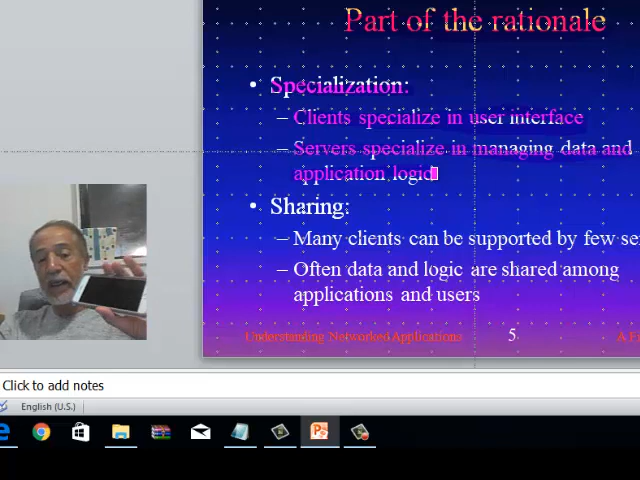 Part of the rationale
• Specialization:
– Clients specialize in user interface
– Servers specialize in managing data and
application logic
• Sharing:
– Many clients can be supported by few se
– Often data and logic are shared among
applications and users
Understanding Networked Applications 5 A Fi
Click to add notes
English (U.S.)